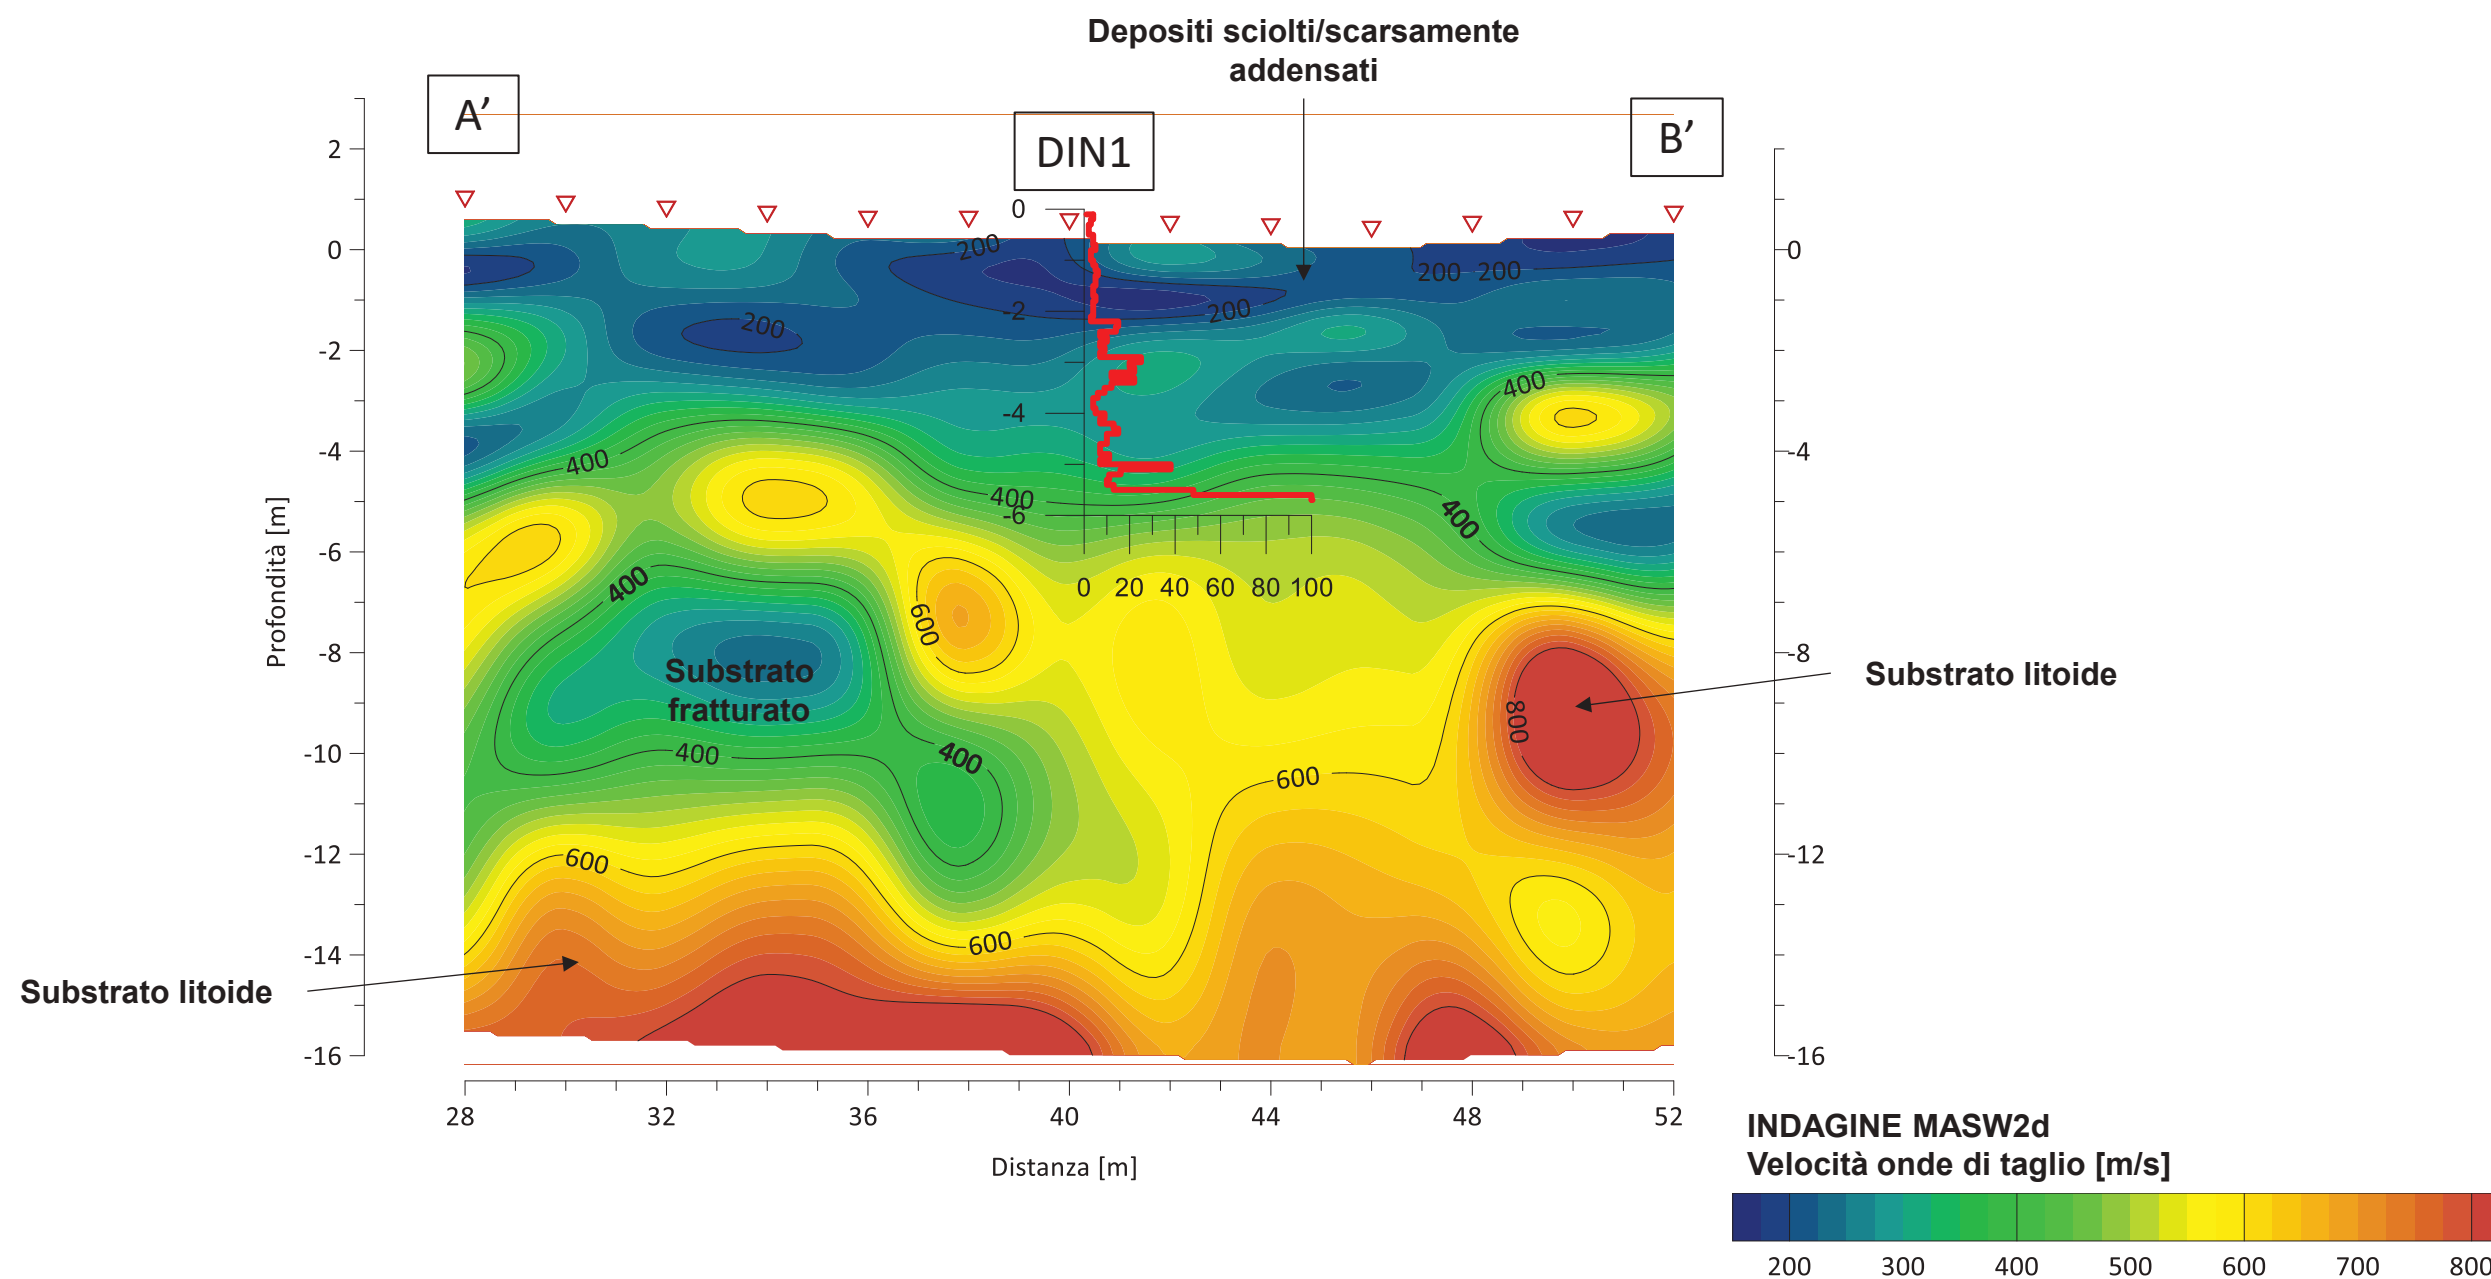 Depositi sciolti/scarsamente
addensati
A’
DIN1
B’
2
0
-2
-4
-6
-8
-10
-12
-14
-16
Profondità [m]
0
-2
-4
-6
0 20 40 60 80 100
0
-4
-8
-12
-16
200
200
200
200 200
400
400
400
400
400
400
400
600
600
600
600
800
Substrato
fratturato
Substrato litoide
Substrato litoide
28 32 36 40 44 48 52
Distanza [m]
INDAGINE MASW2d
Velocità onde di taglio [m/s]
200 300 400 500 600 700 800